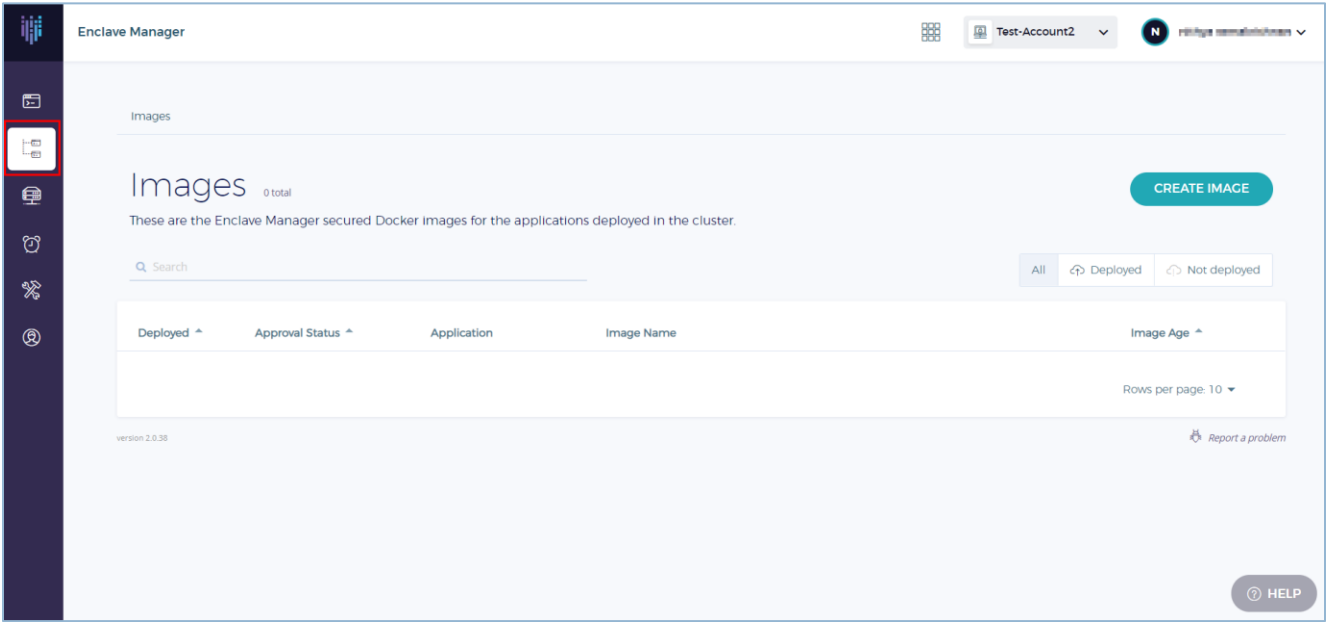 Enclave Manager
Test-Account2
N
Images
Images 0 total
CREATE IMAGE
These are the Enclave Manager secured Docker images for the applications deployed in the cluster.
Search
All Deployed Not deployed
Deployed Approval Status Application Image Name Image Age
Rows per page: 10
version 2.0.38
Report a problem
? HELP